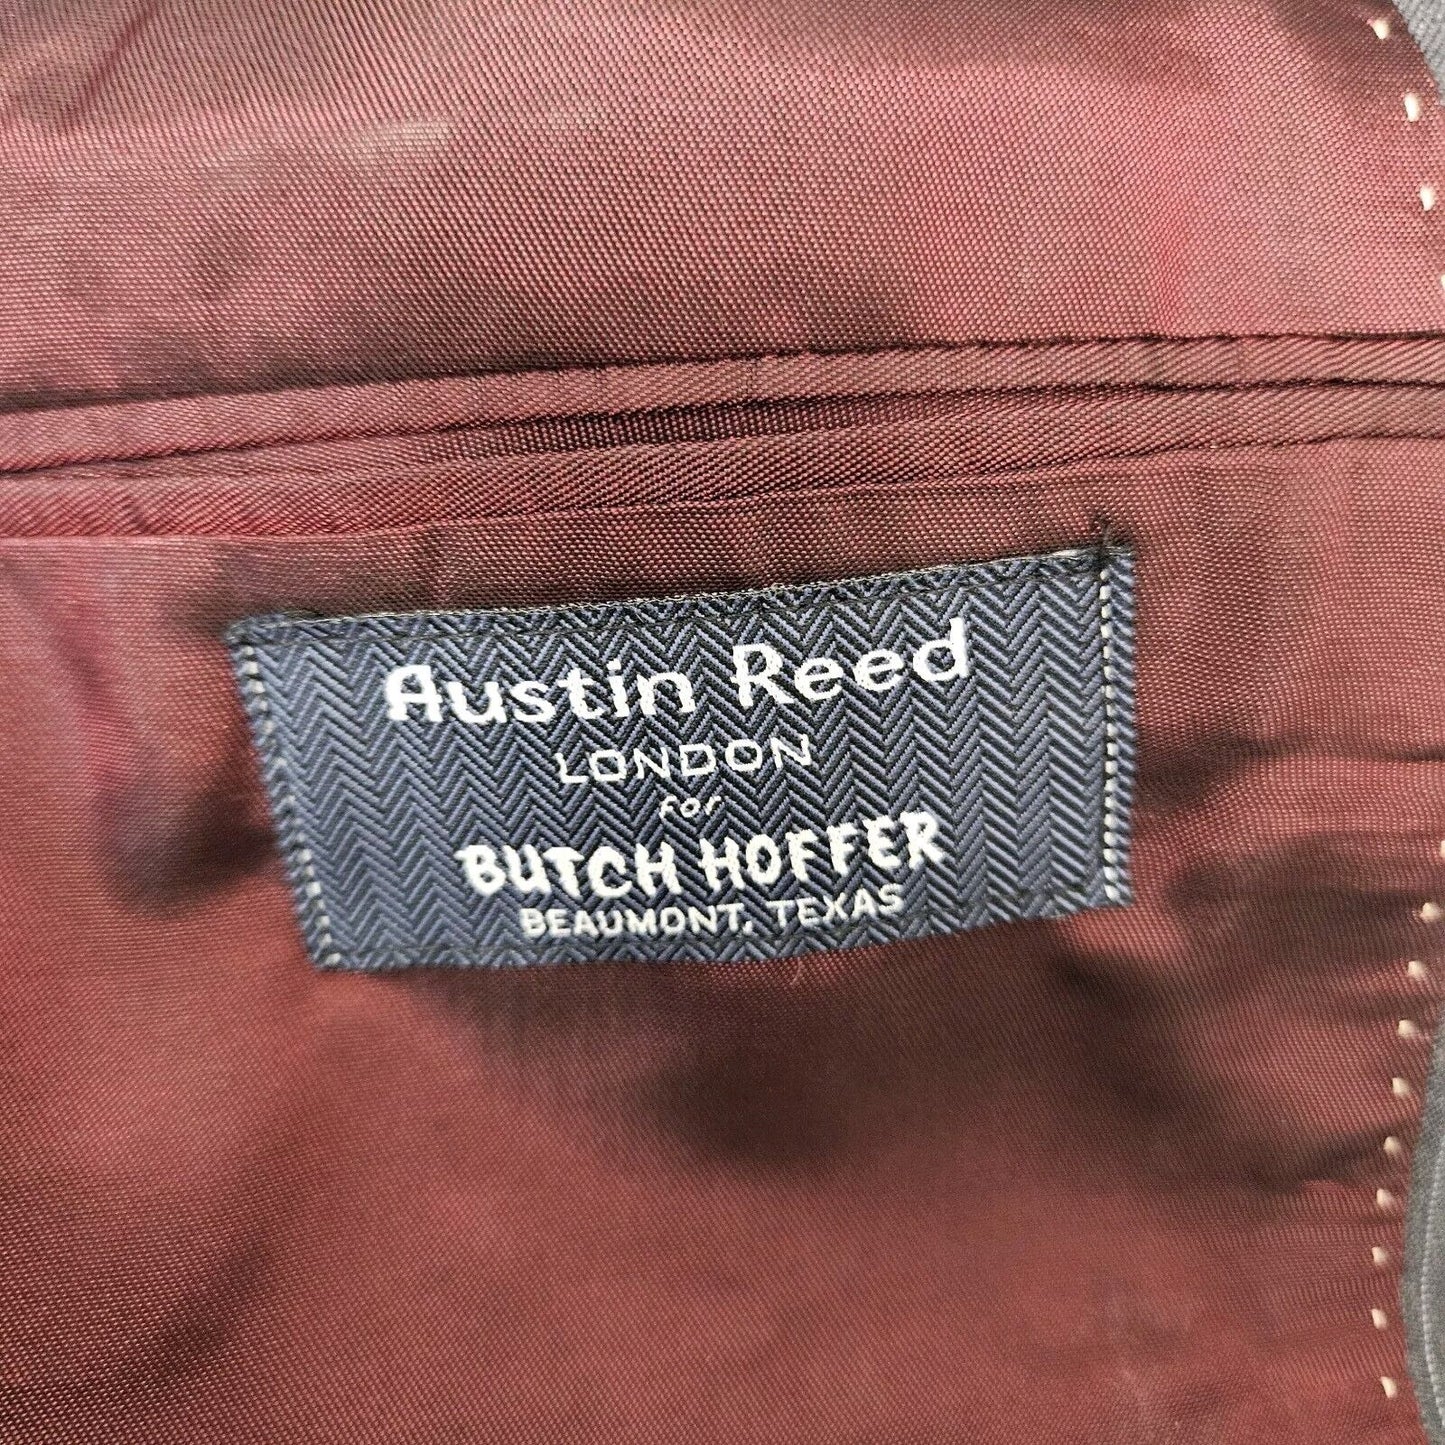 Austin Reed
LONDON
for
BUTCH HOFFER
BEAUMONT, TEXAS